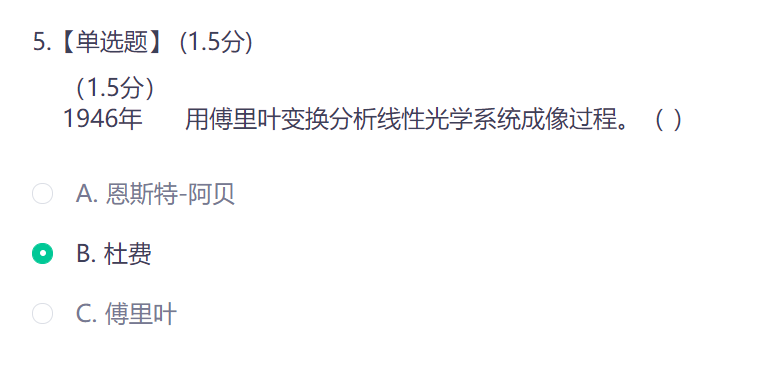 5.【单选题】 (1.5分)
（1.5分）
1946年 用傅里叶变换分析线性光学系统成像过程。 （ ）
A. 恩斯特-阿贝
B. 杜费
C. 傅里叶